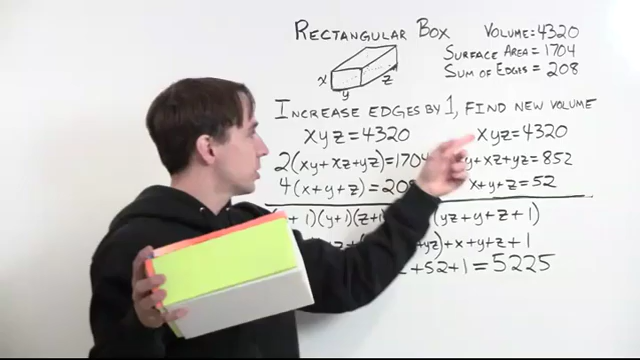 RECTANGULAR BOX
VOLUME=4320
SURFACE AREA=1704
SUM OF EDGES=208
x
y
z
INCREASE EDGES BY 1, FIND NEW VOLUME
xyz=4320
xyz=4320
2(xy+xz+yz)=1704
y+xz+yz=852
4(x+y+z)=208
x+y+z=52
+1)(y+1)(z+1
(yz+y+z+1)
yz)+x+y+z+1
+52+1=5225